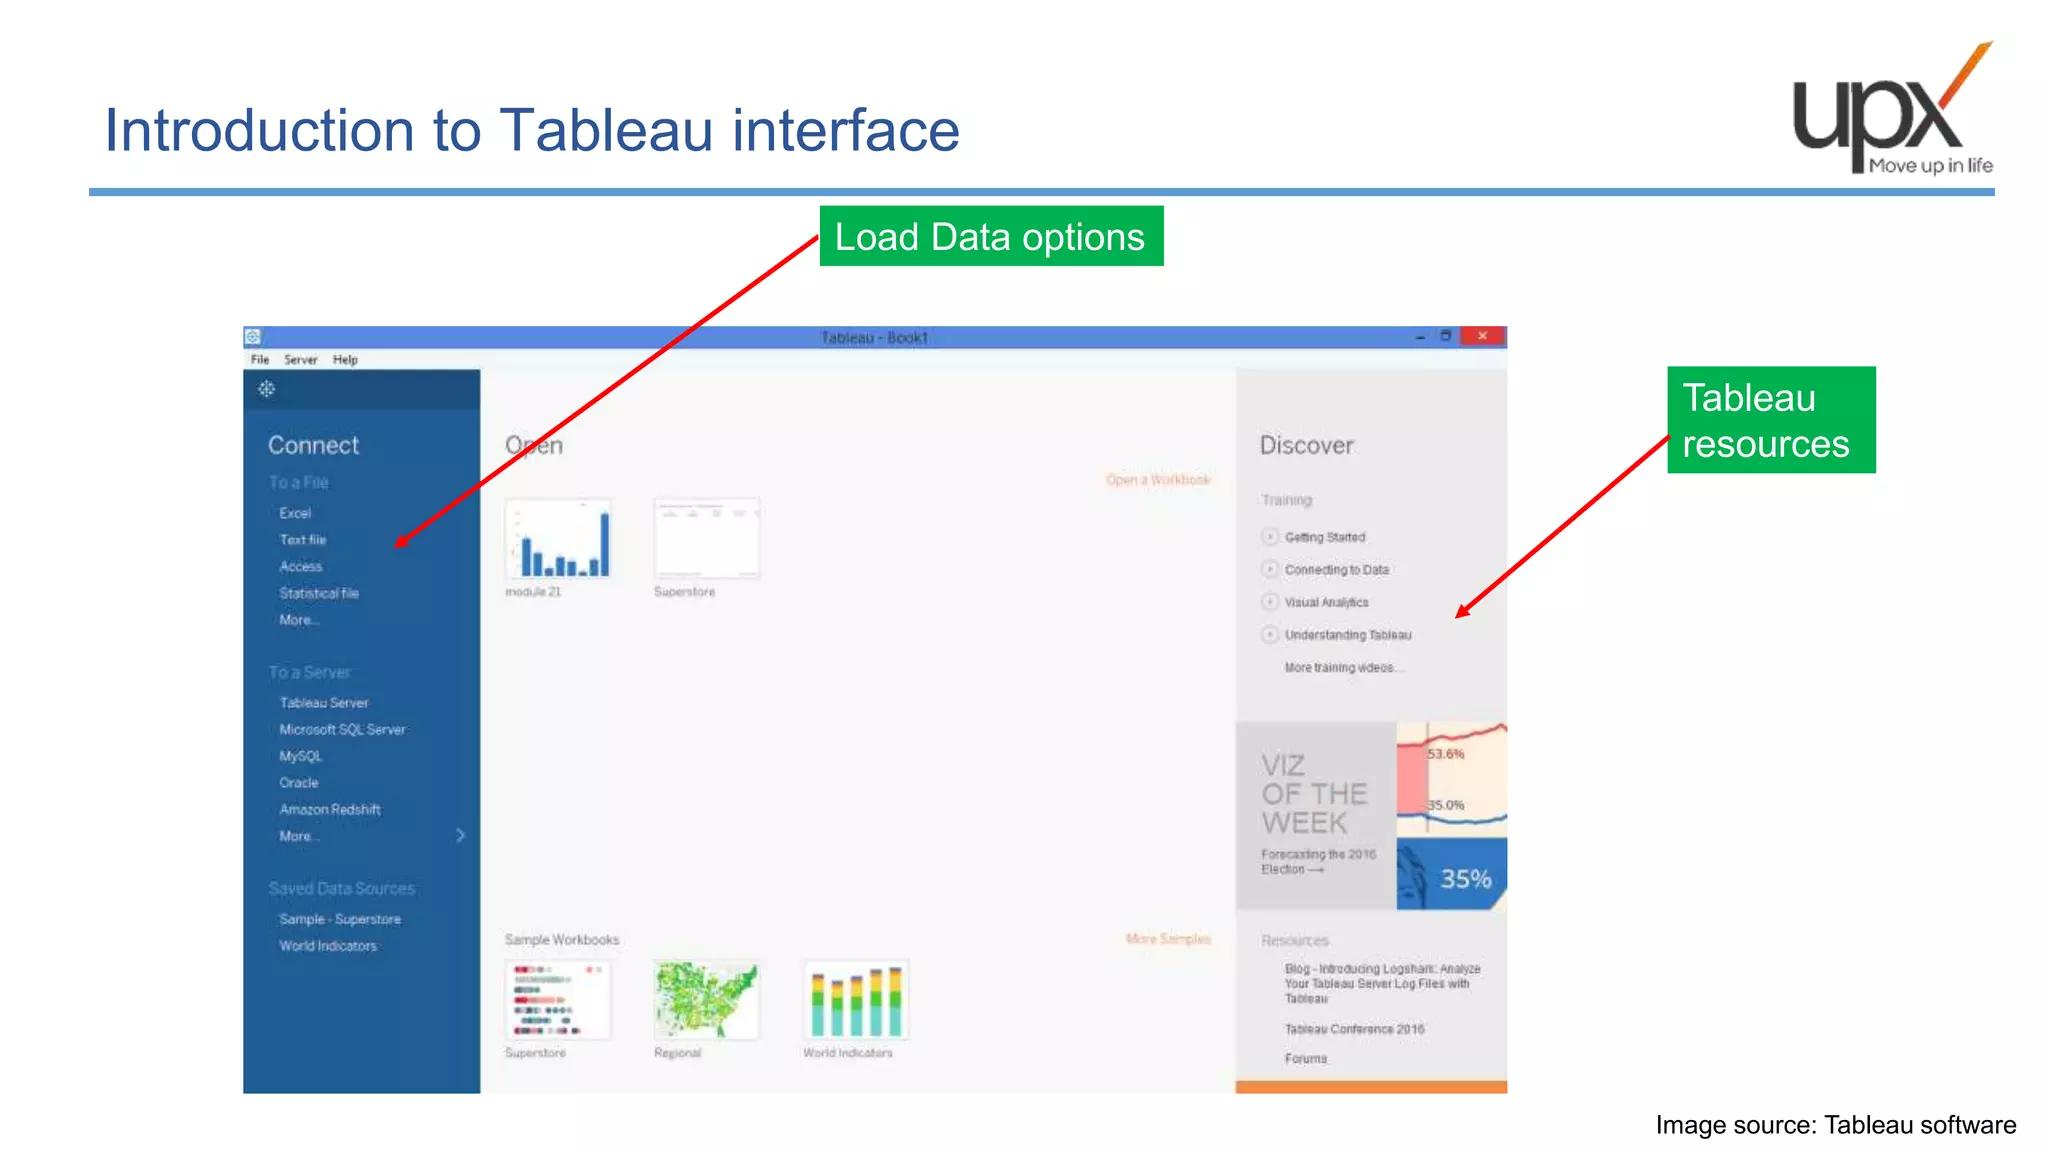 Introduction to Tableau interface
upx
Move up in life
Load Data options
Tableau
resources
Tableau - Book1
File Server Help
Connect
To a File
Excel
Text file
Access
Statistical file
More...
To a Server
Tableau Server
Microsoft SQL Server
MySQL
Oracle
Amazon Redshift
More...
Saved Data Sources
Sample - Superstore
World Indicators
Open
Open a Workbook
module 21
Superstore
Sample Workbooks
More Samples
Superstore
Regional
World Indicators
Discover
Training
Getting Started
Connecting to Data
Visual Analytics
Understanding Tableau
More training videos...
VIZ
OF THE
WEEK
Forecasting the 2016
Election →
53.6%
35.0%
35%
Resources
Blog - Introducing Logshark: Analyze
Your Tableau Server Log Files with
Tableau
Tableau Conference 2016
Forums
Image source: Tableau software